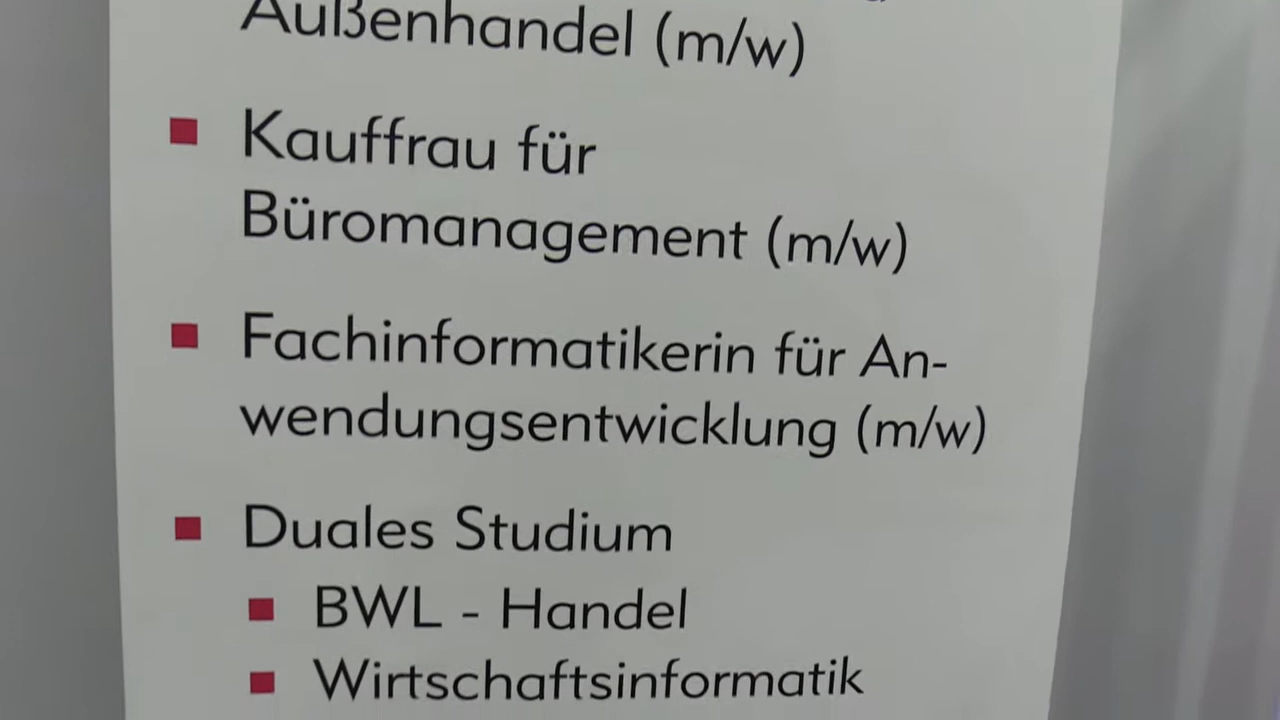 Außenhandel (m/w)
Kauffrau für
Büromanagement (m/w)
Fachinformatikerin für An-
wendungsentwicklung (m/w)
Duales Studium
BWL - Handel
Wirtschaftsinformatik